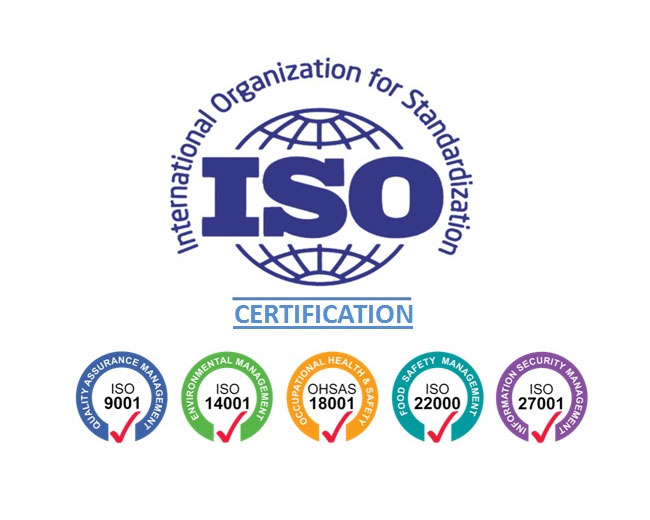 International Organization for Standardization
ISO
CERTIFICATION
QUALITY ASSURANCE MANAGEMENT
ISO
9001
ENVIRONMENTAL MANAGEMENT
ISO
14001
OCCUPATIONAL HEALTH & SAFETY
OHSAS
18001
FOOD SAFETY MANAGEMENT
ISO
22000
INFORMATION SECURITY MANAGEMENT
ISO
27001